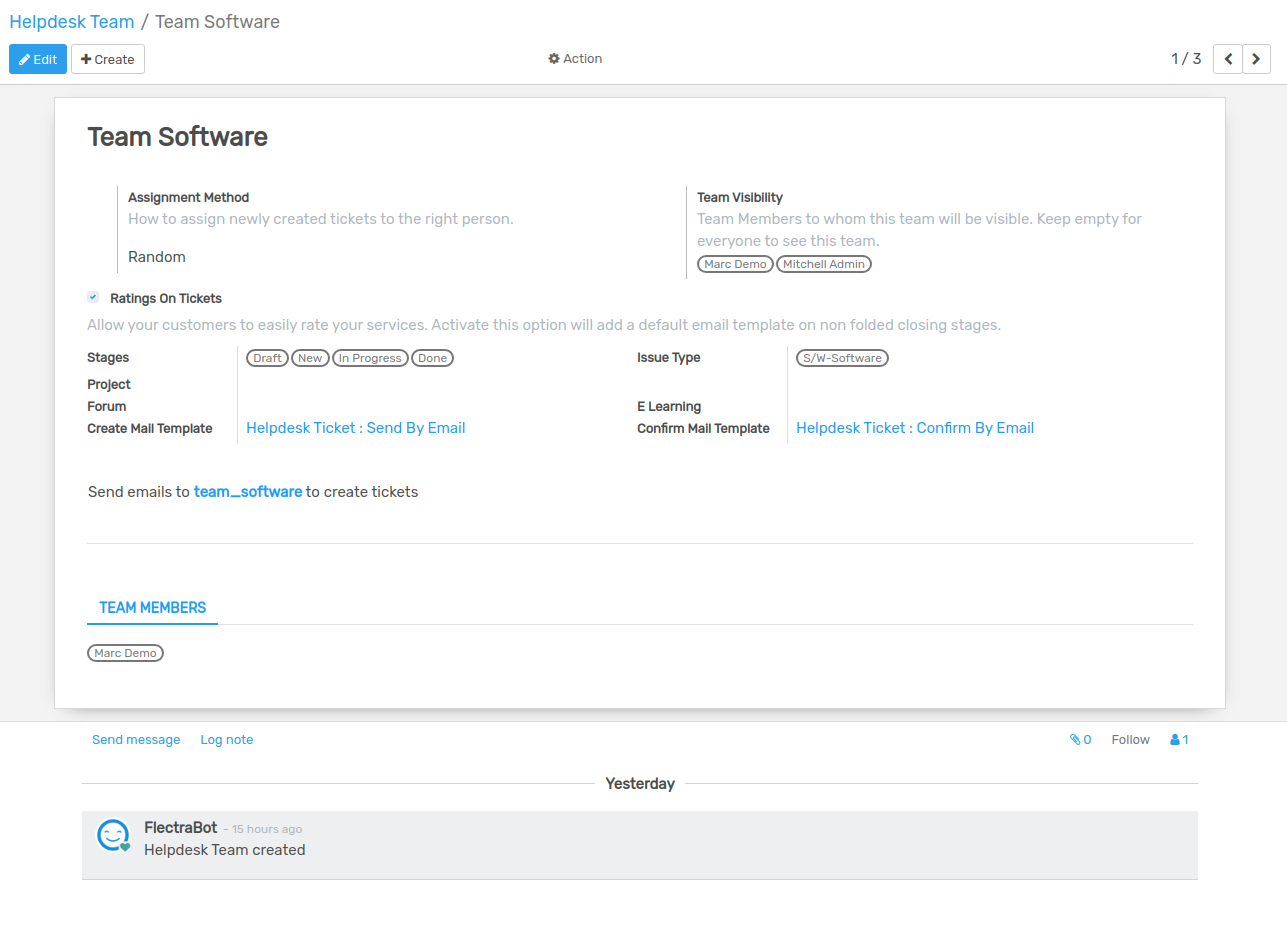 Helpdesk Team / Team Software
Edit Create Action 1 / 3
Team Software
Assignment Method
How to assign newly created tickets to the right person.
Random
Team Visibility
Team Members to whom this team will be visible. Keep empty for
everyone to see this team.
Marc Demo Mitchell Admin
Ratings On Tickets
Allow your customers to easily rate your services. Activate this option will add a default email template on non folded closing stages.
Stages Draft New In Progress Done
Issue Type S/W-Software
Project
Forum
E Learning
Create Mail Template Helpdesk Ticket : Send By Email
Confirm Mail Template Helpdesk Ticket : Confirm By Email
Send emails to team_software to create tickets
TEAM MEMBERS
Marc Demo
Send message Log note 0 Follow 1
Yesterday
FlectraBot - 15 hours ago
Helpdesk Team created